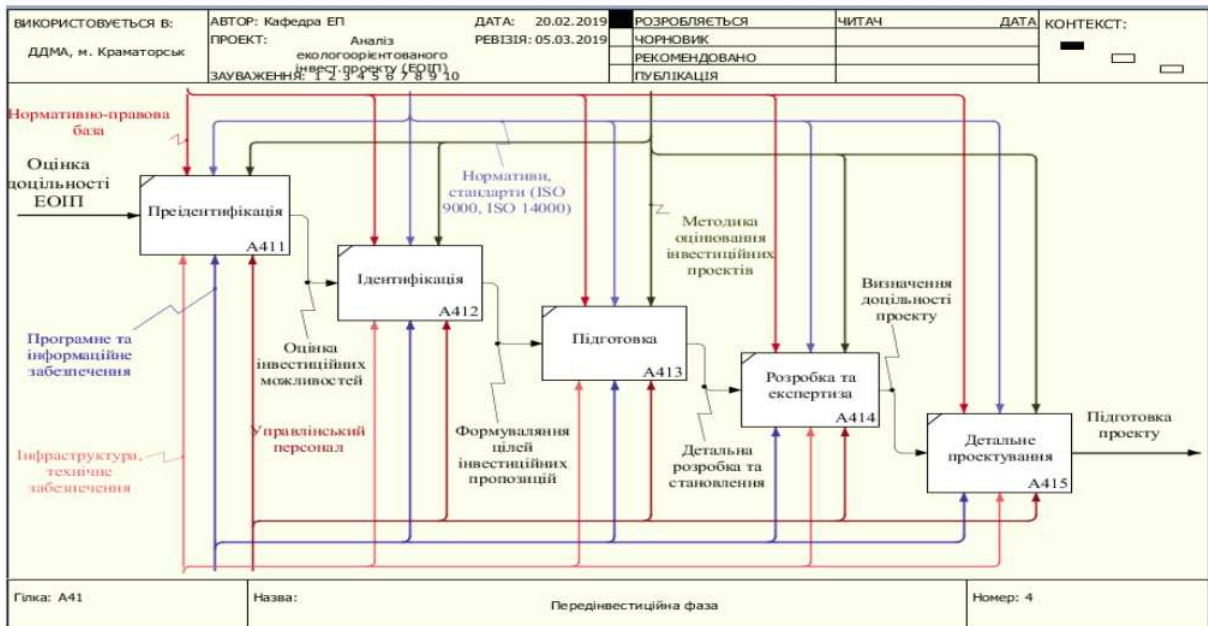 ВИКОРИСТОВУЄТЬСЯ В:
ДДМА, м. Краматорськ
АВТОР: Кафедра ЕП
ДАТА: 20.02.2019
ПРОЕКТ: Аналіз
екологоорієнтованого
інвест.проекту (ЕОІП)
РЕВІЗІЯ: 05.03.2019
ЗАУВАЖЕННЯ: 1 2 3 4 5 6 7 8 9 10
РОЗРОБЛЯЄТЬСЯ
ЧОРНОВИК
РЕКОМЕНДОВАНО
ПУБЛІКАЦІЯ
ЧИТАЧ
ДАТА
КОНТЕКСТ:
Нормативно-правова
база
Оцінка
доцільності
ЕОІП
Преідентифікація
A411
Нормативи,
стандарти (ISO
9000, ISO 14000)
Методика
оцінювання
інвестиційних
проектів
Ідентифікація
A412
Визначення
доцільності
проекту
Програмне та
інформаційне
забезпечення
Оцінка
інвестиційних
можливостей
Підготовка
A413
Розробка та
експертиза
A414
Управлінський
персонал
Формуваляння
цілей
інвестиційних
пропозицій
Детальна
розробка та
становлення
Детальне
проектування
A415
Підготовка
проекту
Інфраструктура,
технічне
забезпечення
Гілка: A41
Назва:
Передінвестиційна фаза
Номер: 4